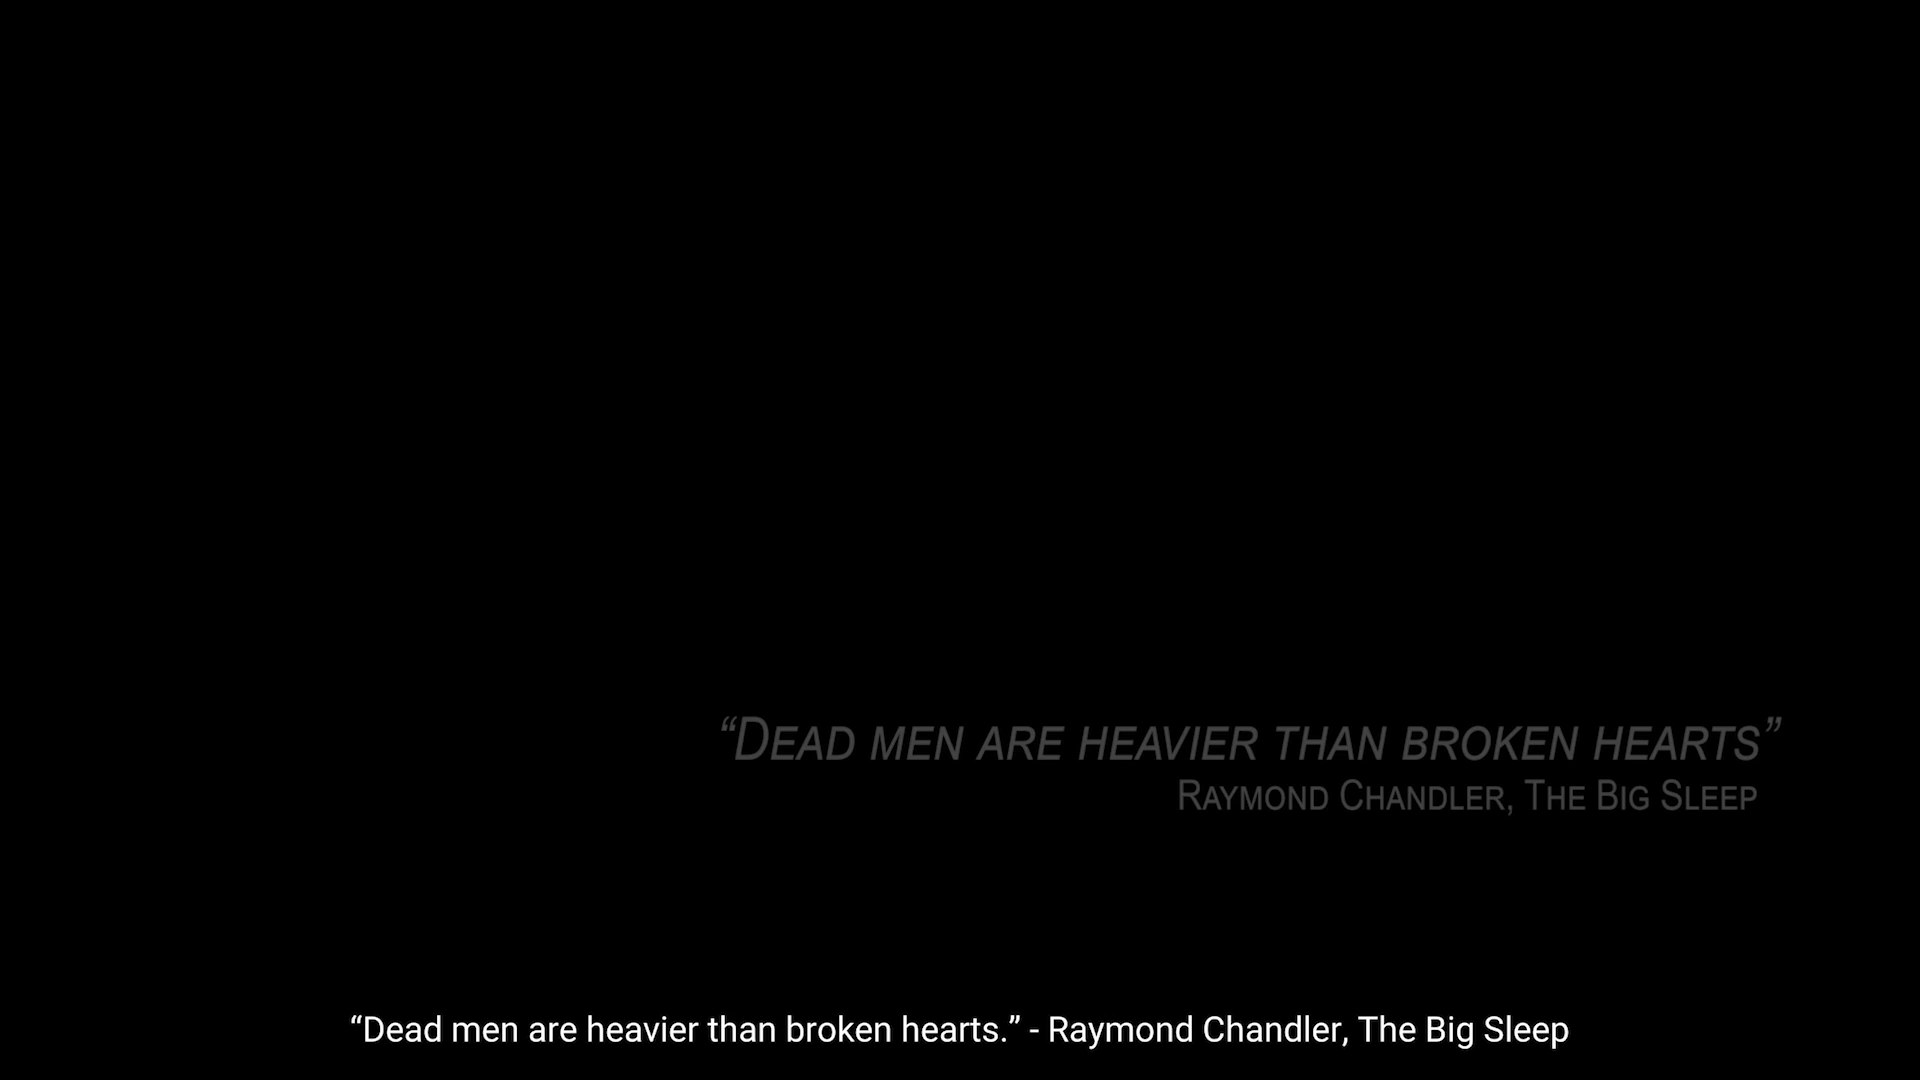 “DEAD MEN ARE HEAVIER THAN BROKEN HEARTS”
RAYMOND CHANDLER, THE BIG SLEEP
“Dead men are heavier than broken hearts.” - Raymond Chandler, The Big Sleep